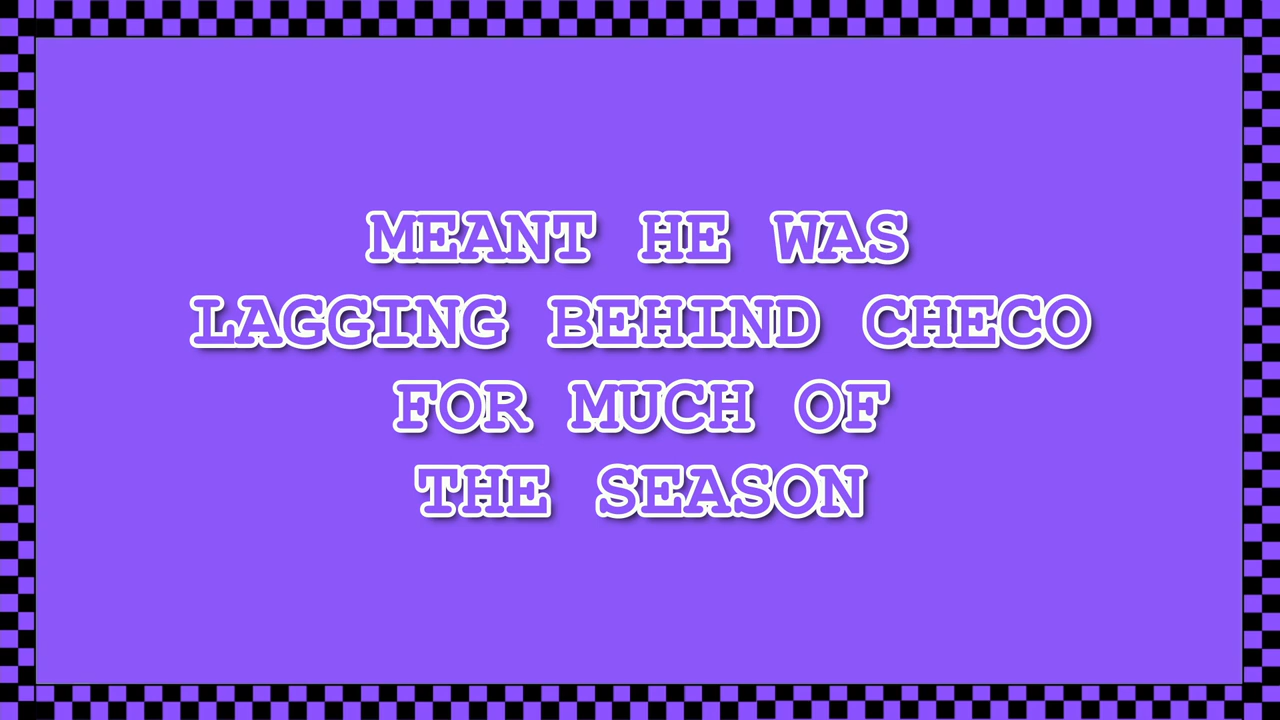 MEANT HE WAS
LAGGING BEHIND CHECO
FOR MUCH OF
THE SEASON